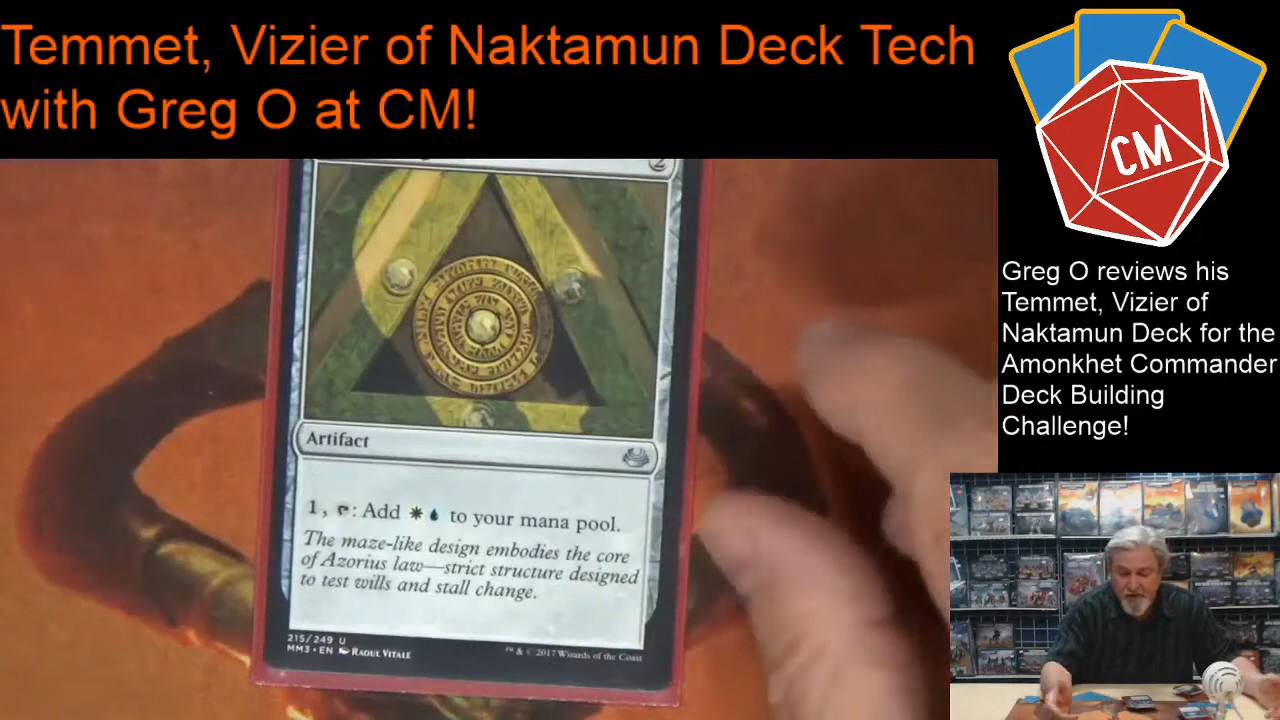 Temmet, Vizier of Naktamun Deck Tech
with Greg O at CM!
CM
Greg O reviews his
Temmet, Vizier of
Naktamun Deck for the
Amonkhet Commander
Deck Building
Challenge!
2
Artifact
1, : Add to your mana pool.
The maze-like design embodies the core
of Azorius law—strict structure designed
to test wills and stall change.
215/249 U
MM3 • EN Raoul Vitale
™ & © 2017 Wizards of the Coast